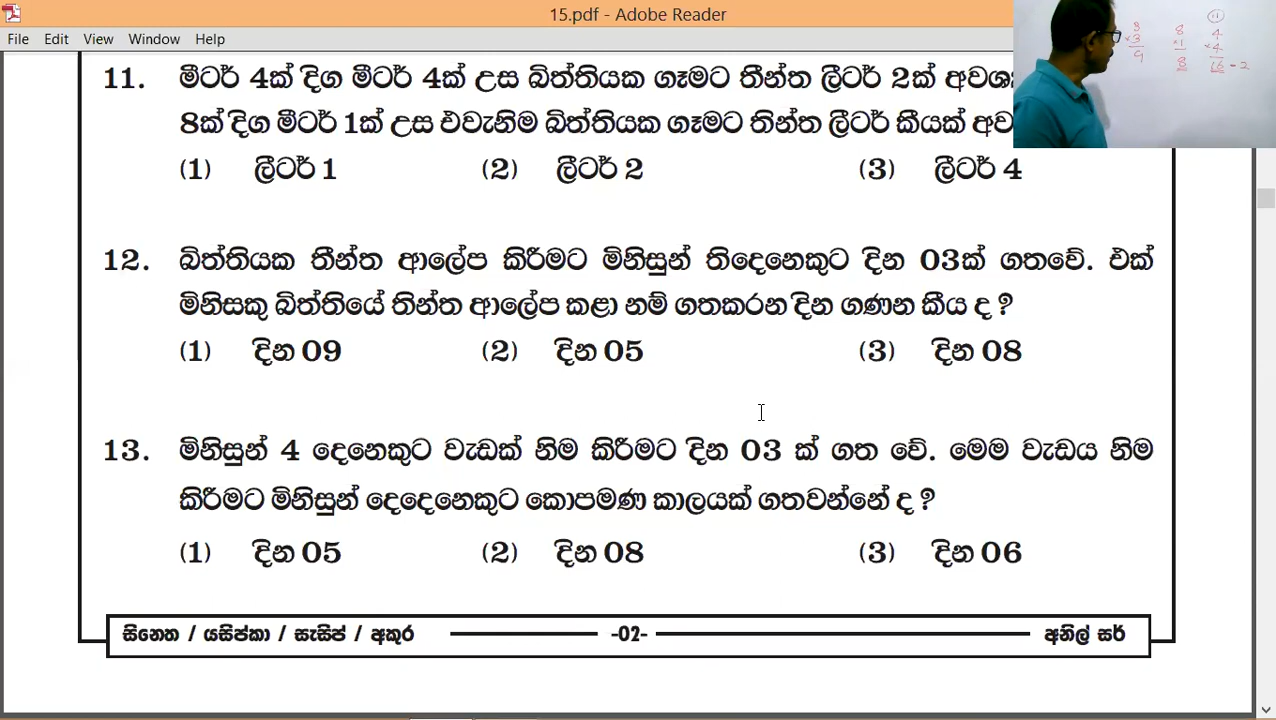 15.pdf - Adobe Reader
File Edit View Window Help
11. මීටර් 4ක් දිග මීටර් 4ක් උස බිත්තියක ගෑමට තීන්ත ලීටර් 2ක්
8ක් දිග මීටර් 1ක් උස එවැනිම බිත්තියක ගෑමට තින්ත ලීටර් කීයක්
(1) ලීටර් 1 (2) ලීටර් 2 (3) ලීටර් 4
12. බිත්තියක තීන්ත ආලේප කිරීමට මිනිසුන් තිදෙනෙකුට දින 03ක් ගතවේ. එක්
මිනිසකු බිත්තියේ තින්ත ආලේප කළා නම් ගතකරන දින ගණන කීය ද ?
(1) දින 09 (2) දින 05 (3) දින 08
13. මිනිසුන් 4 දෙනෙකුට වැඩක් නිම කිරීමට දින 03 ක් ගත වේ. මෙම වැඩය නිම
කිරීමට මිනිසුන් දෙදෙනෙකුට කොපමණ කාලයක් ගතවන්නේ ද ?
(1) දින 05 (2) දින 08 (3) දින 06
සිනෙත / යසිප්කා / සැසිප් / අකුර -02- අනිල් සර්